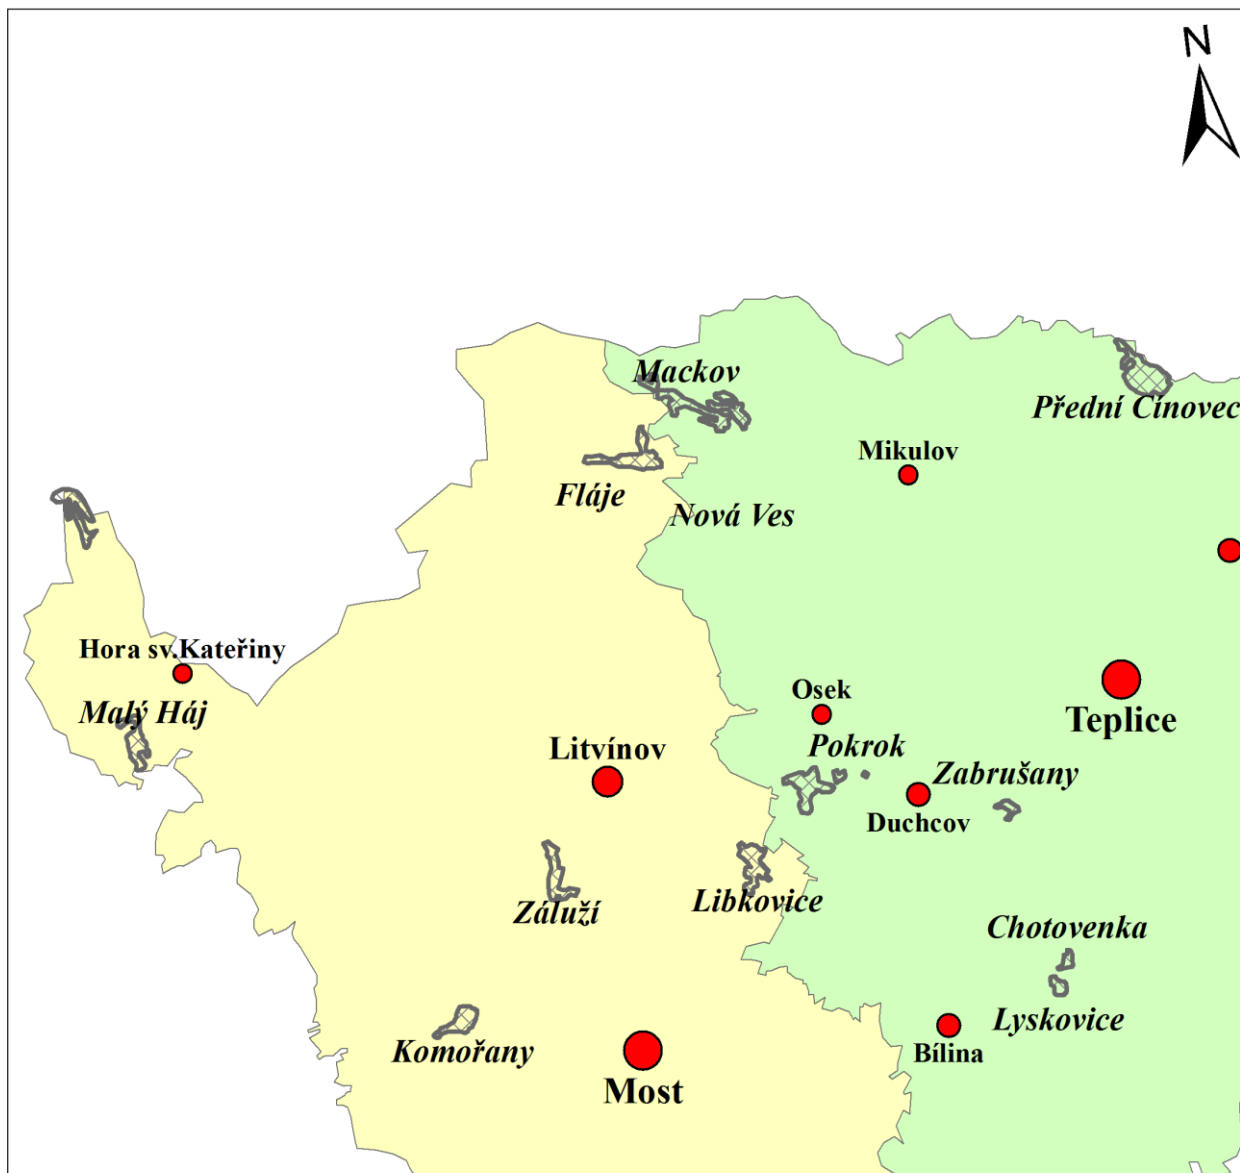 N
Mackov
Přední Cínovec
Mikulov
Fláje
Nová Ves
Hora sv.Kateřiny
Malý Háj
Osek
Teplice
Litvínov
Pokrok
Zabrušany
Duchcov
Záluží
Libkovice
Chotovenka
Lyskovice
Komořany
Bílina
Most